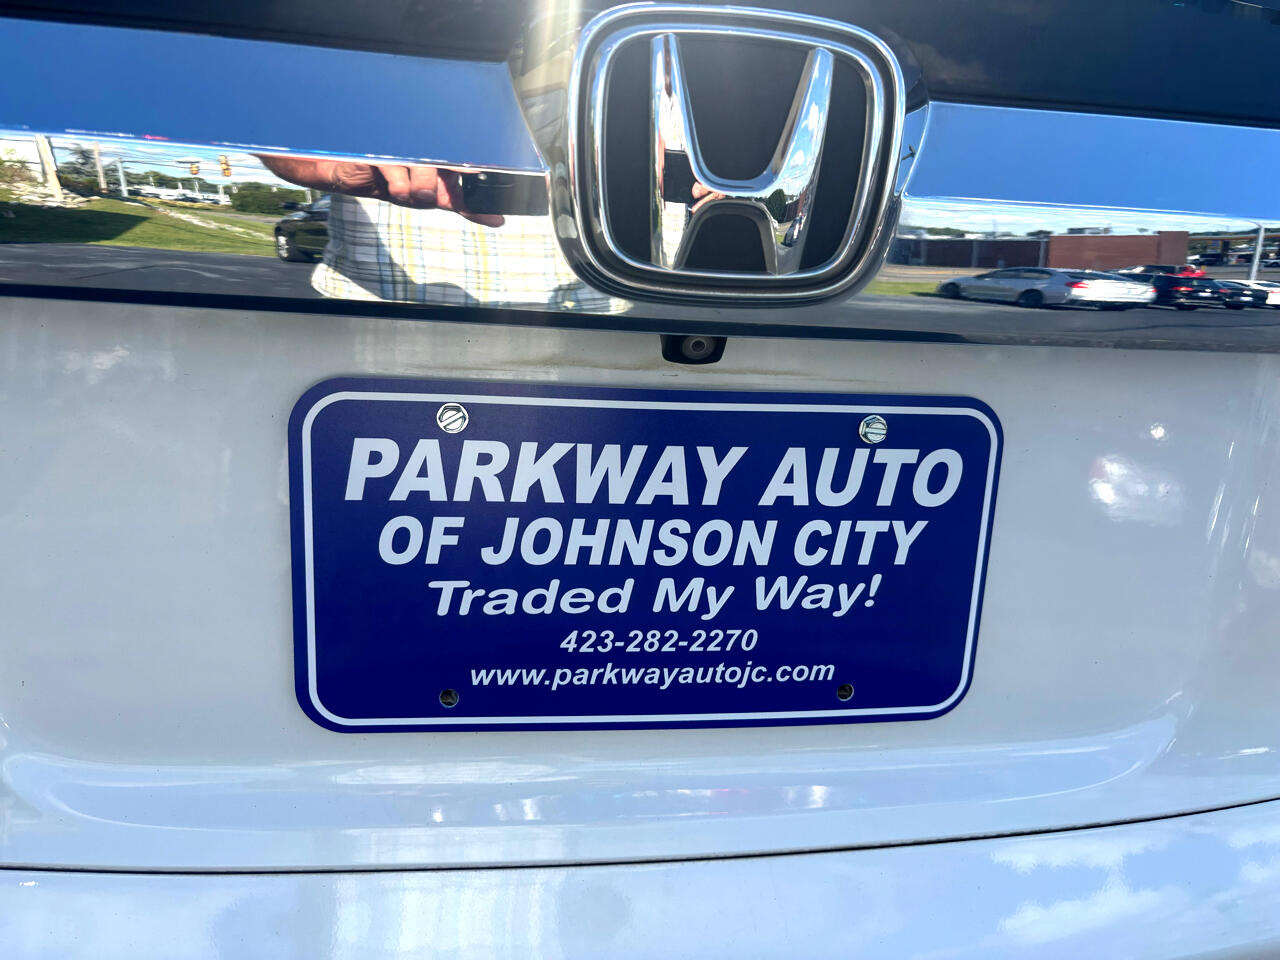 PARKWAY AUTO
OF JOHNSON CITY
Traded My Way!
423-282-2270
www.parkwayautojc.com